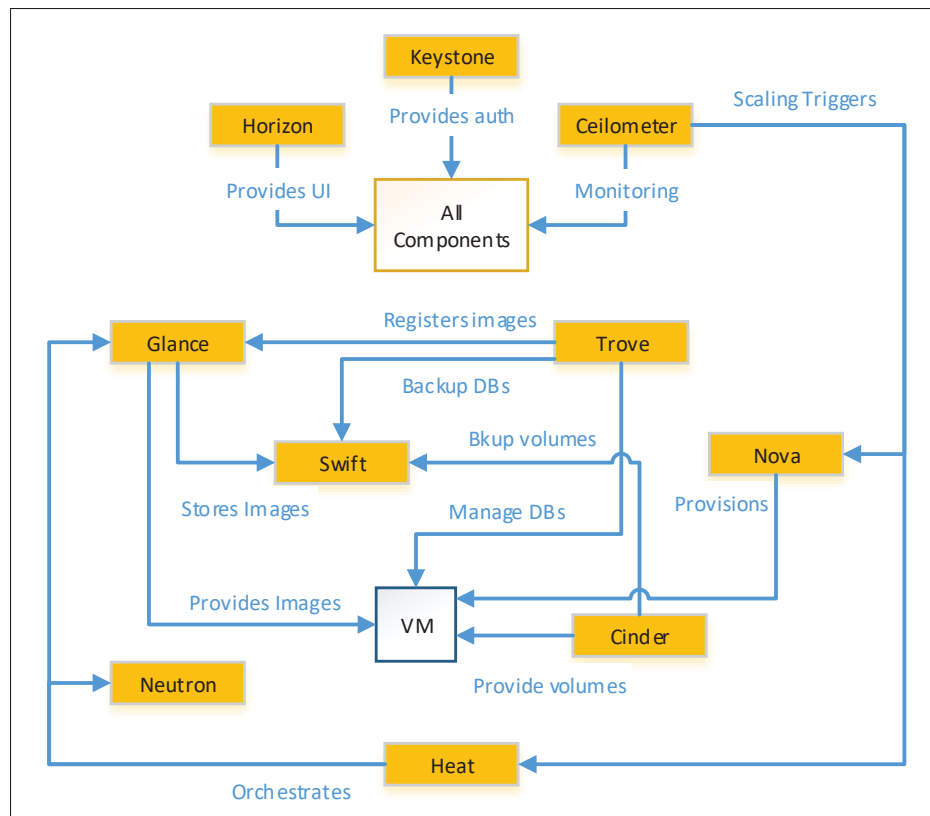 Keystone
Scaling Triggers
Provides auth
Horizon
Ceilometer
Provides UI
Monitoring
All
Components
Registers images
Glance
Trove
Backup DBs
Bkup volumes
Swift
Nova
Stores Images
Manage DBs
Provisions
Provides Images
VM
Cinder
Neutron
Provide volumes
Heat
Orchestrates